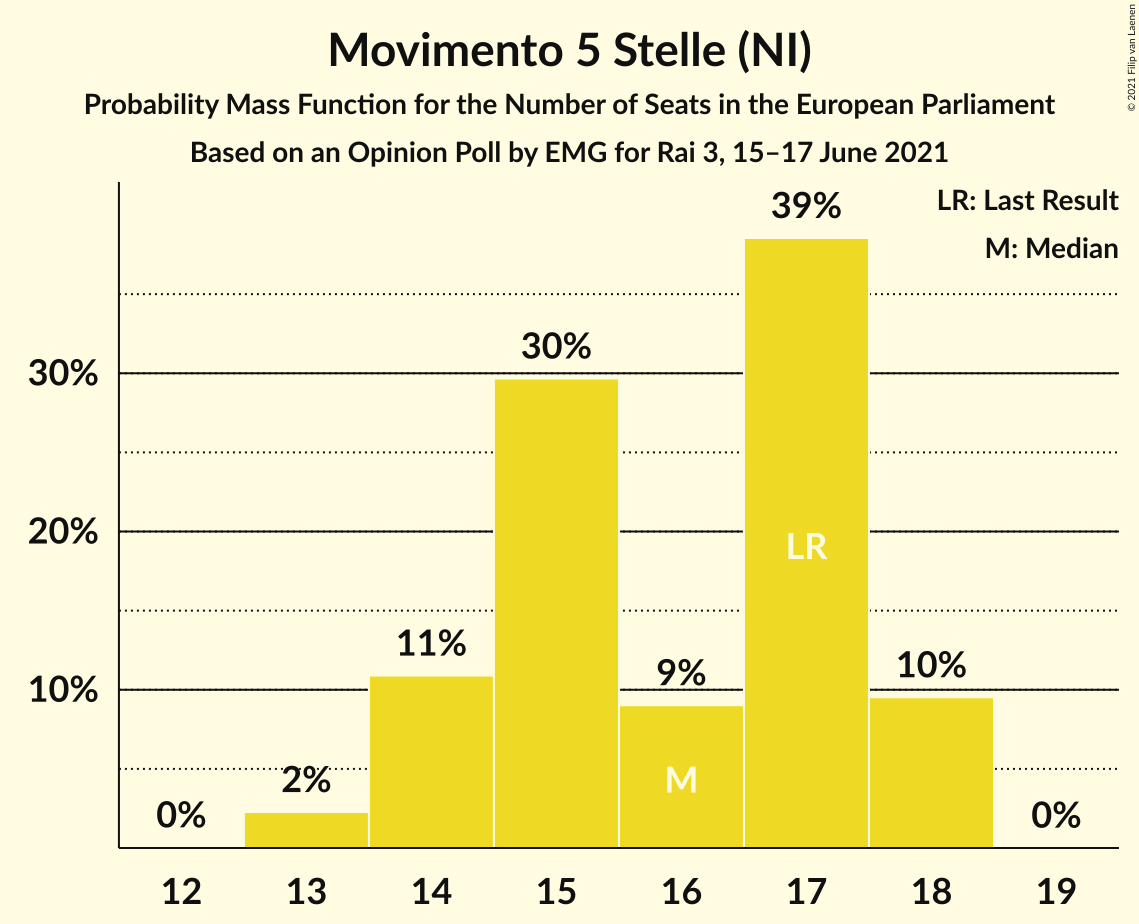 Movimento 5 Stelle (NI)
Probability Mass Function for the Number of Seats in the European Parliament
Based on an Opinion Poll by EMG for Rai 3, 15–17 June 2021
© 2021 Filip van Laenen
LR: Last Result
M: Median
39%
30%
30%
20%
LR
11%
10%
9%
10%
M
2%
0%
0%
12 13 14 15 16 17 18 19